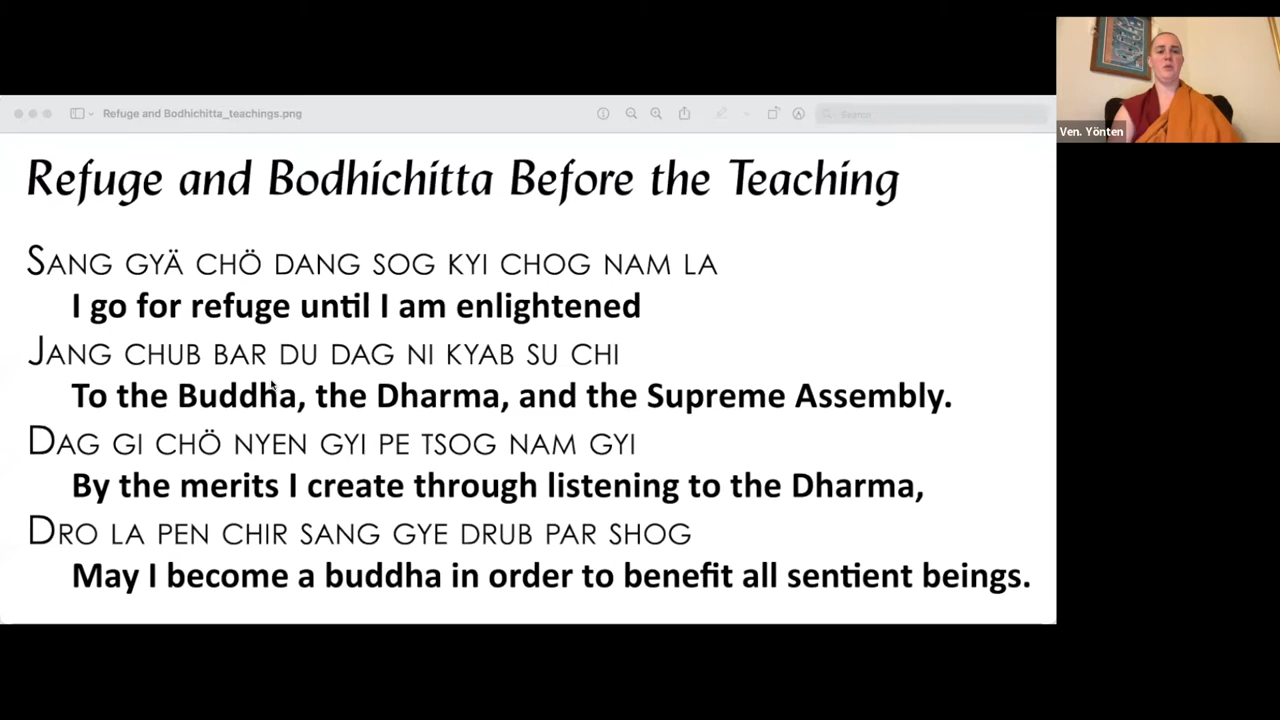 Refuge and Bodhichitta_teachings.png
Search
Ven. Yönten
Refuge and Bodhichitta Before the Teaching
SANG GYÄ CHÖ DANG SOG KYI CHOG NAM LA
I go for refuge until I am enlightened
JANG CHUB BAR DU DAG NI KYAB SU CHI
To the Buddha, the Dharma, and the Supreme Assembly.
DAG GI CHÖ NYEN GYI PE TSOG NAM GYI
By the merits I create through listening to the Dharma,
DRO LA PEN CHIR SANG GYE DRUB PAR SHOG
May I become a buddha in order to benefit all sentient beings.